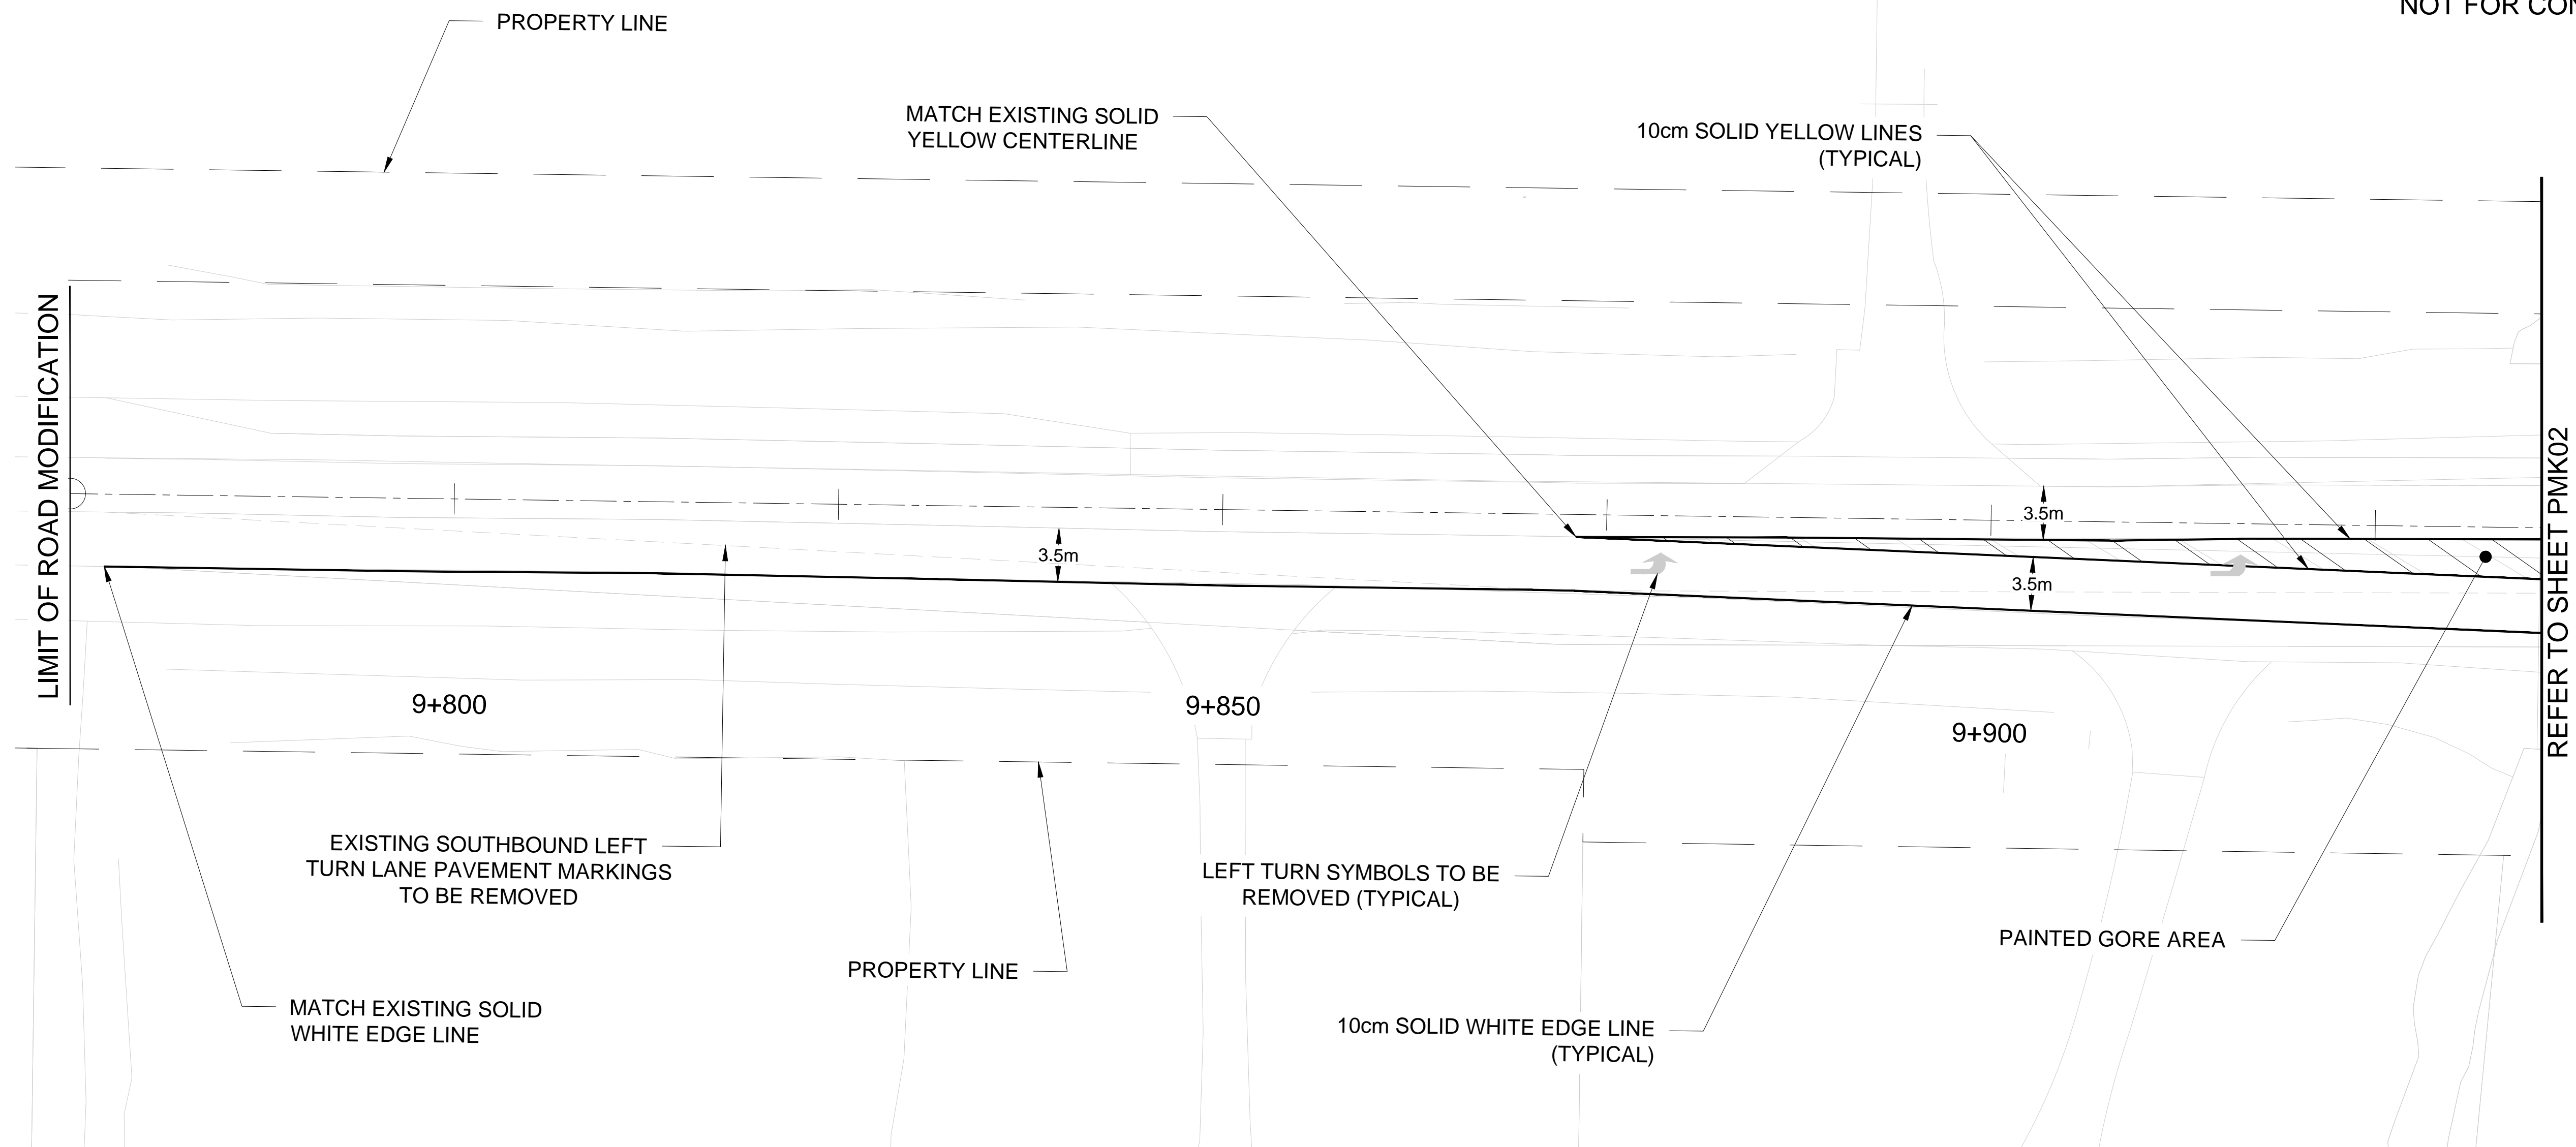 NOT FOR CON
PROPERTY LINE
MATCH EXISTING SOLID
YELLOW CENTERLINE
10cm SOLID YELLOW LINES
(TYPICAL)
LIMIT OF ROAD MODIFICATION
REFER TO SHEET PMK02
3.5m
3.5m
3.5m
9+800
9+850
9+900
EXISTING SOUTHBOUND LEFT
TURN LANE PAVEMENT MARKINGS
TO BE REMOVED
LEFT TURN SYMBOLS TO BE
REMOVED (TYPICAL)
PAINTED GORE AREA
PROPERTY LINE
MATCH EXISTING SOLID
WHITE EDGE LINE
10cm SOLID WHITE EDGE LINE
(TYPICAL)